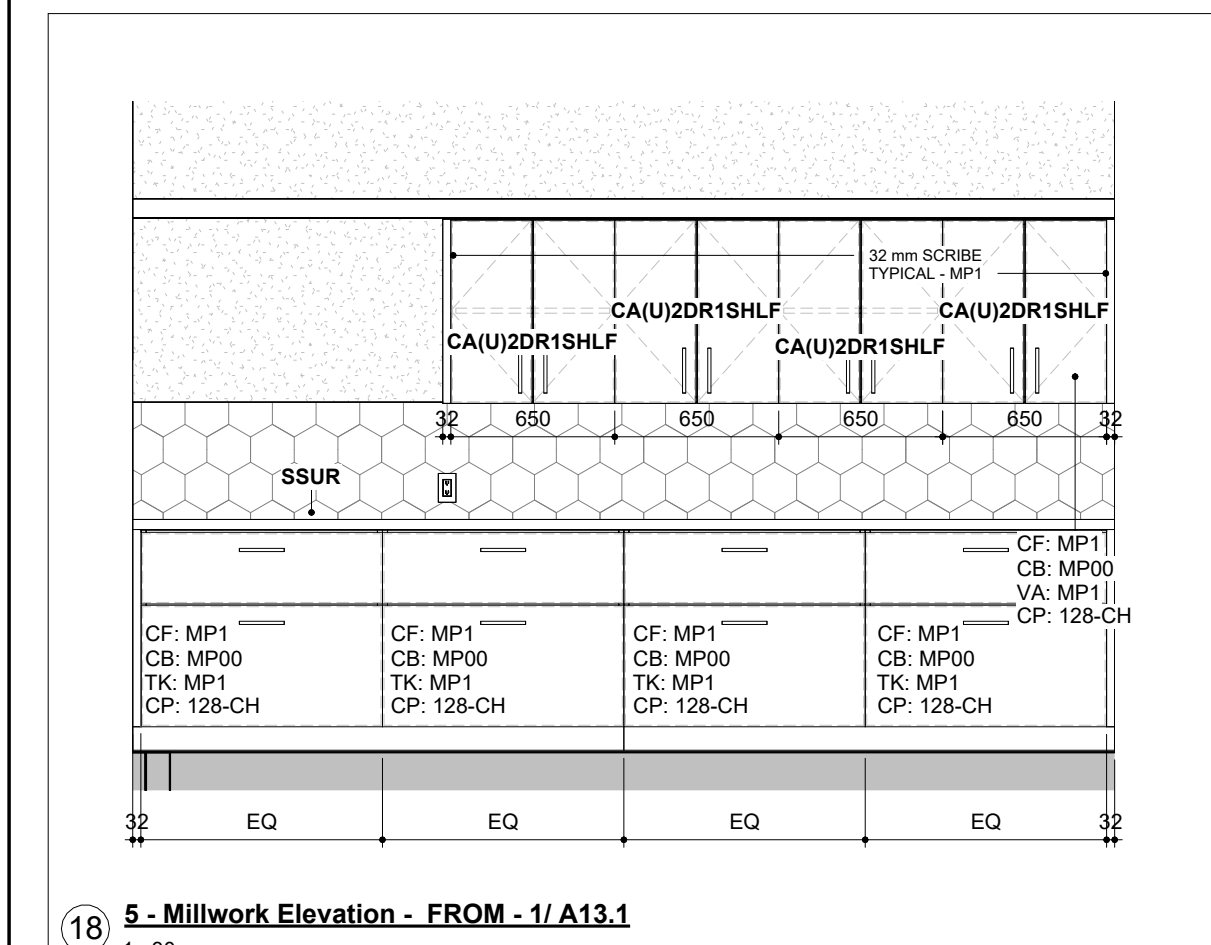 32 mm SCRIBE
TYPICAL - MP1
CA(U)2DR1SHLF
CA(U)2DR1SHLF
CA(U)2DR1SHLF
CA(U)2DR1SHLF
32
650
650
650
650
32
SSUR
CF: MP1
CB: MP00
VA: MP1
CP: 128-CH
CF: MP1
CB: MP00
TK: MP1
CP: 128-CH
CF: MP1
CB: MP00
TK: MP1
CP: 128-CH
CF: MP1
CB: MP00
TK: MP1
CP: 128-CH
CF: MP1
CB: MP00
TK: MP1
CP: 128-CH
32
EQ
EQ
EQ
EQ
32
18
5 - Millwork Elevation - FROM - 1/ A13.1